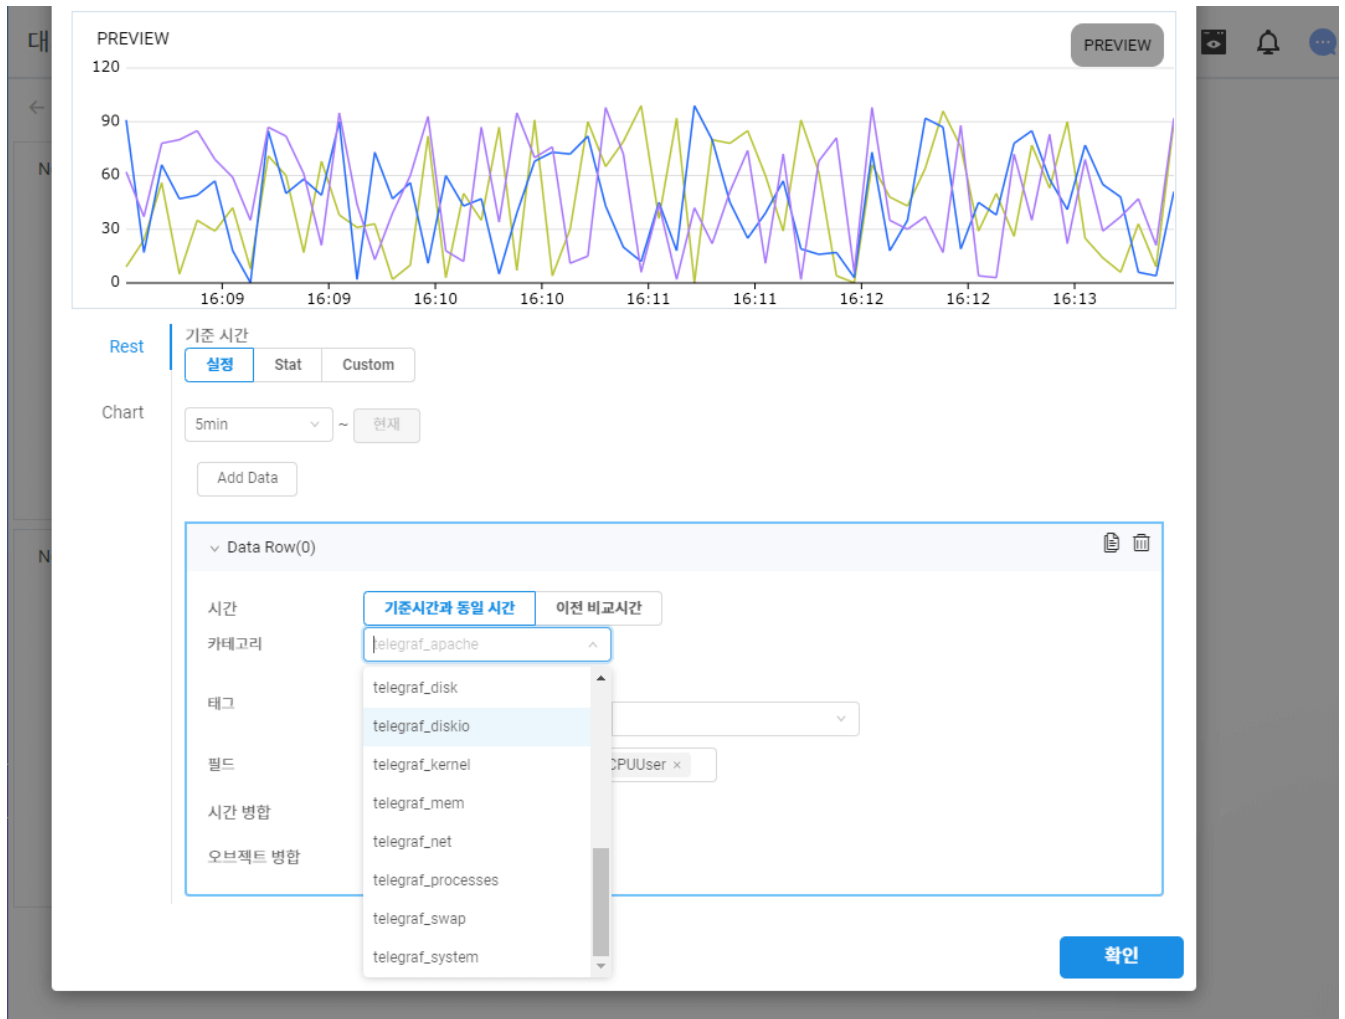 대
PREVIEW
PREVIEW
120
90
60
30
0
16:09 16:09 16:10 16:10 16:11 16:11 16:12 16:12 16:13
N
N
Rest
Chart
기준 시간
실정 Stat Custom
5min ~ 현재
Add Data
Data Row(0)
시간 기준시간과 동일 시간 이전 비교시간
카테고리 telegraf_apache
telegraf_disk
태그
telegraf_diskio
필드 telegraf_kernel CPUUser ×
telegraf_mem
시간 병합
telegraf_net
오브젝트 병합
telegraf_processes
telegraf_swap
telegraf_system
확인